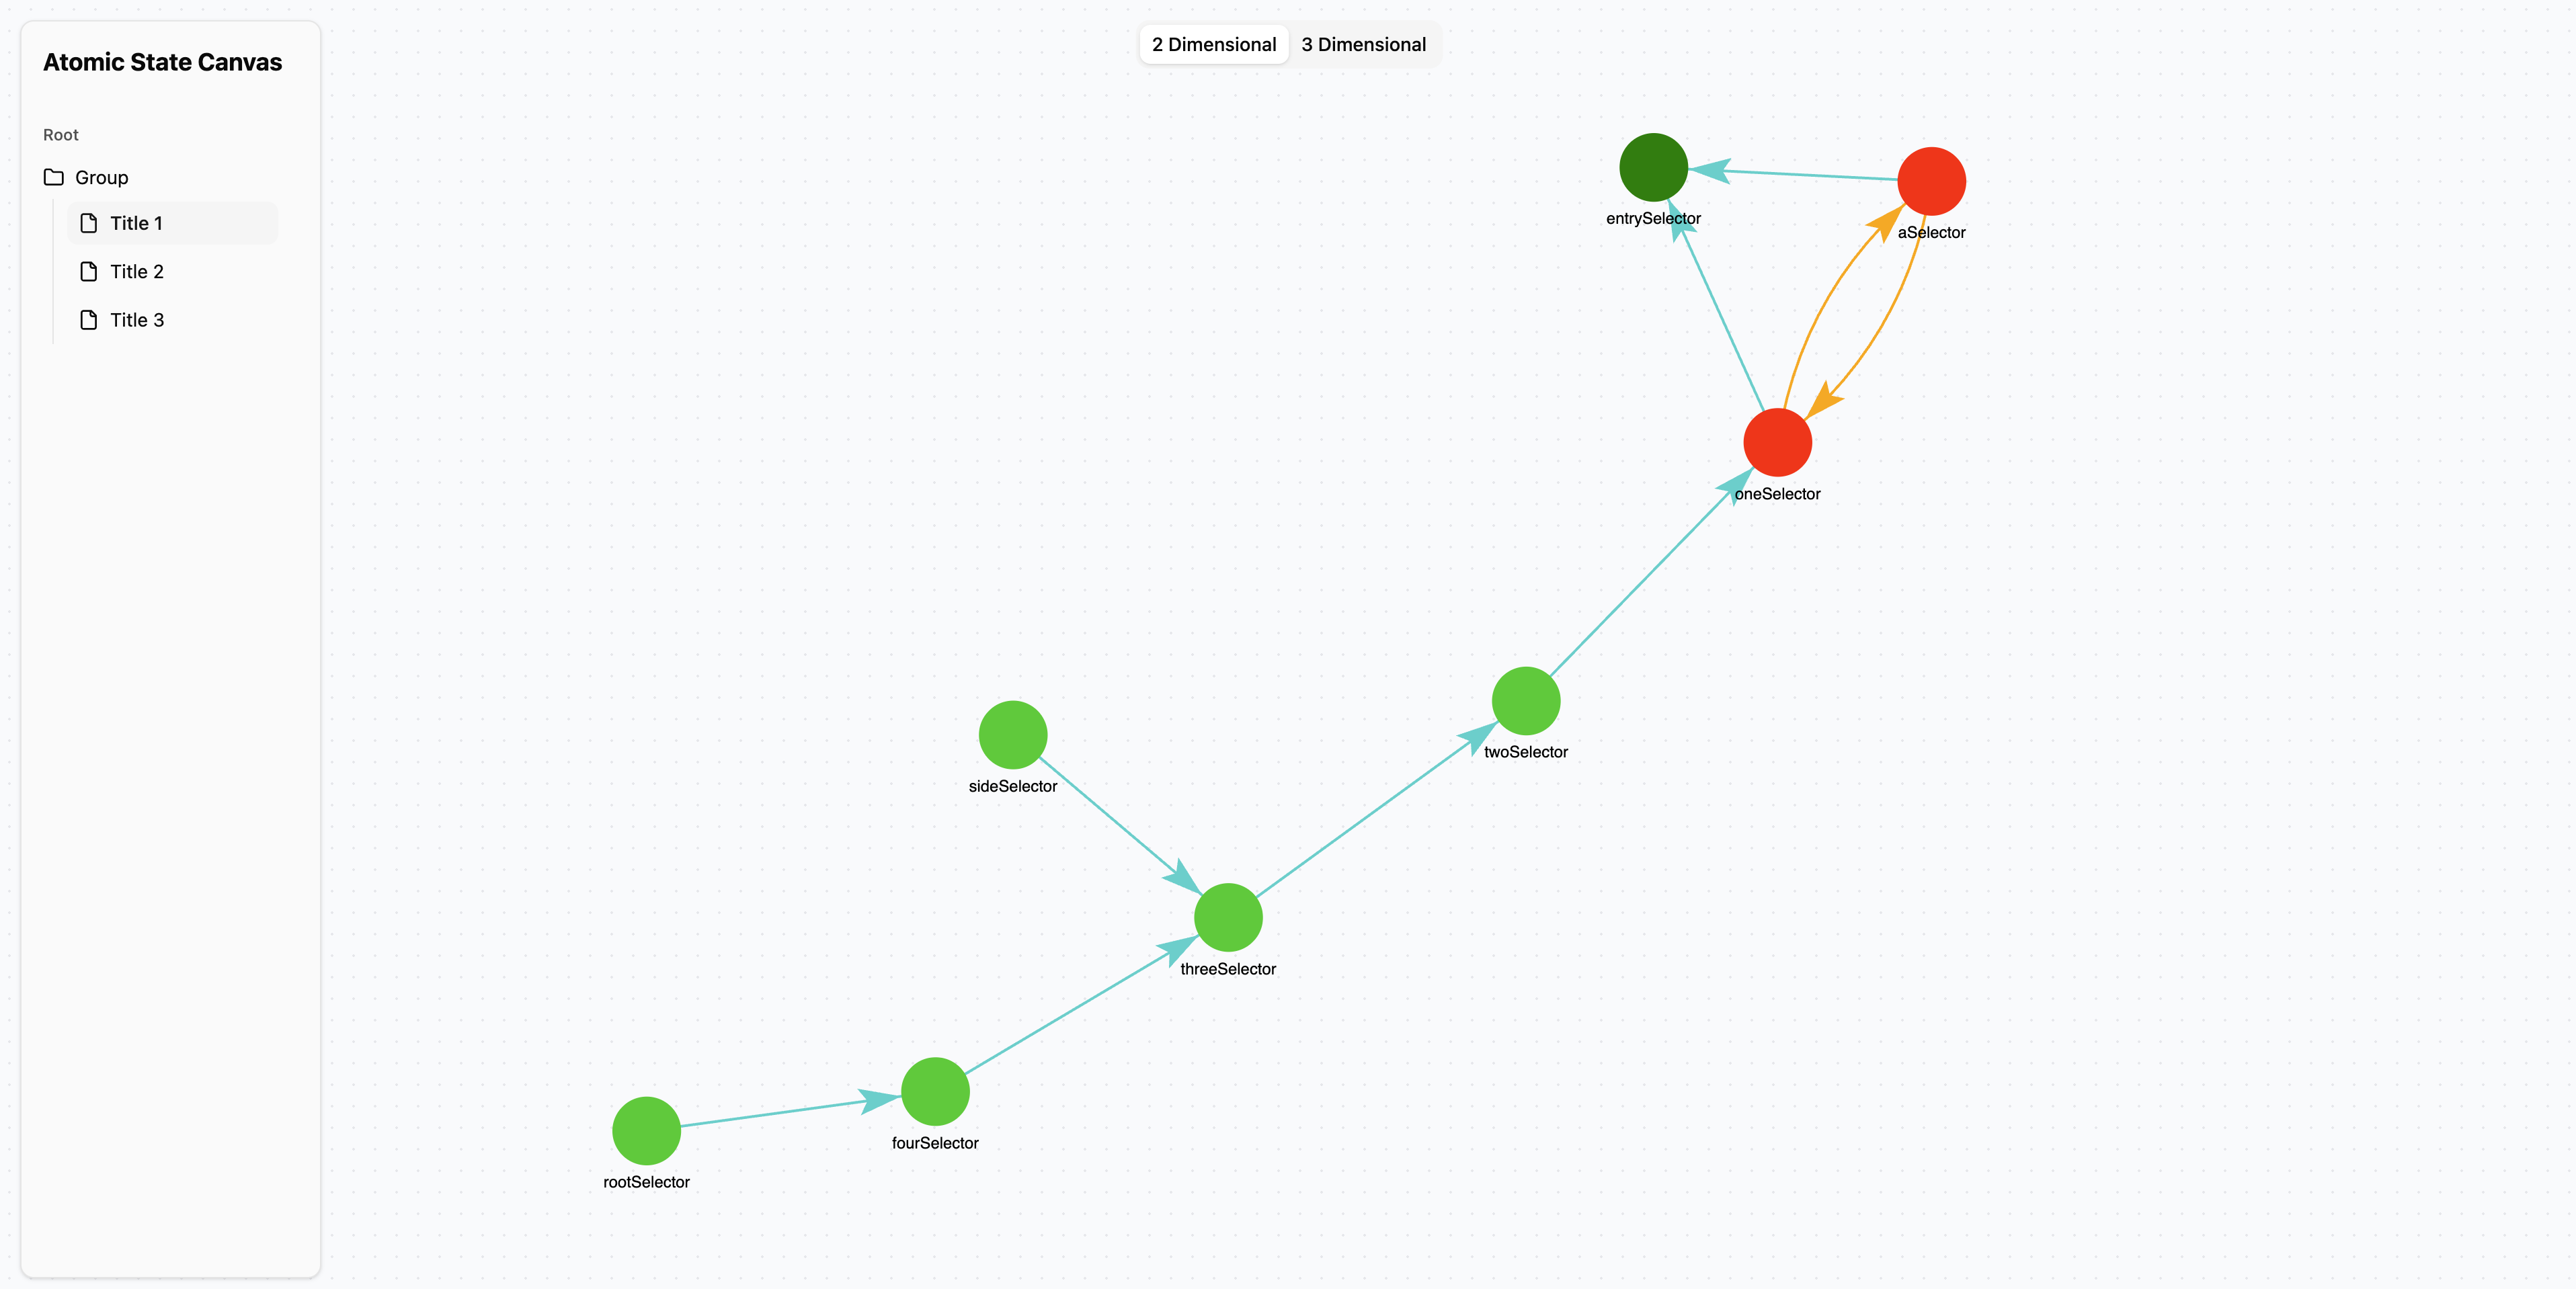 Atomic State Canvas
Root
Group
Title 1
Title 2
Title 3
2 Dimensional
3 Dimensional
entrySelector
aSelector
oneSelector
twoSelector
sideSelector
threeSelector
fourSelector
rootSelector